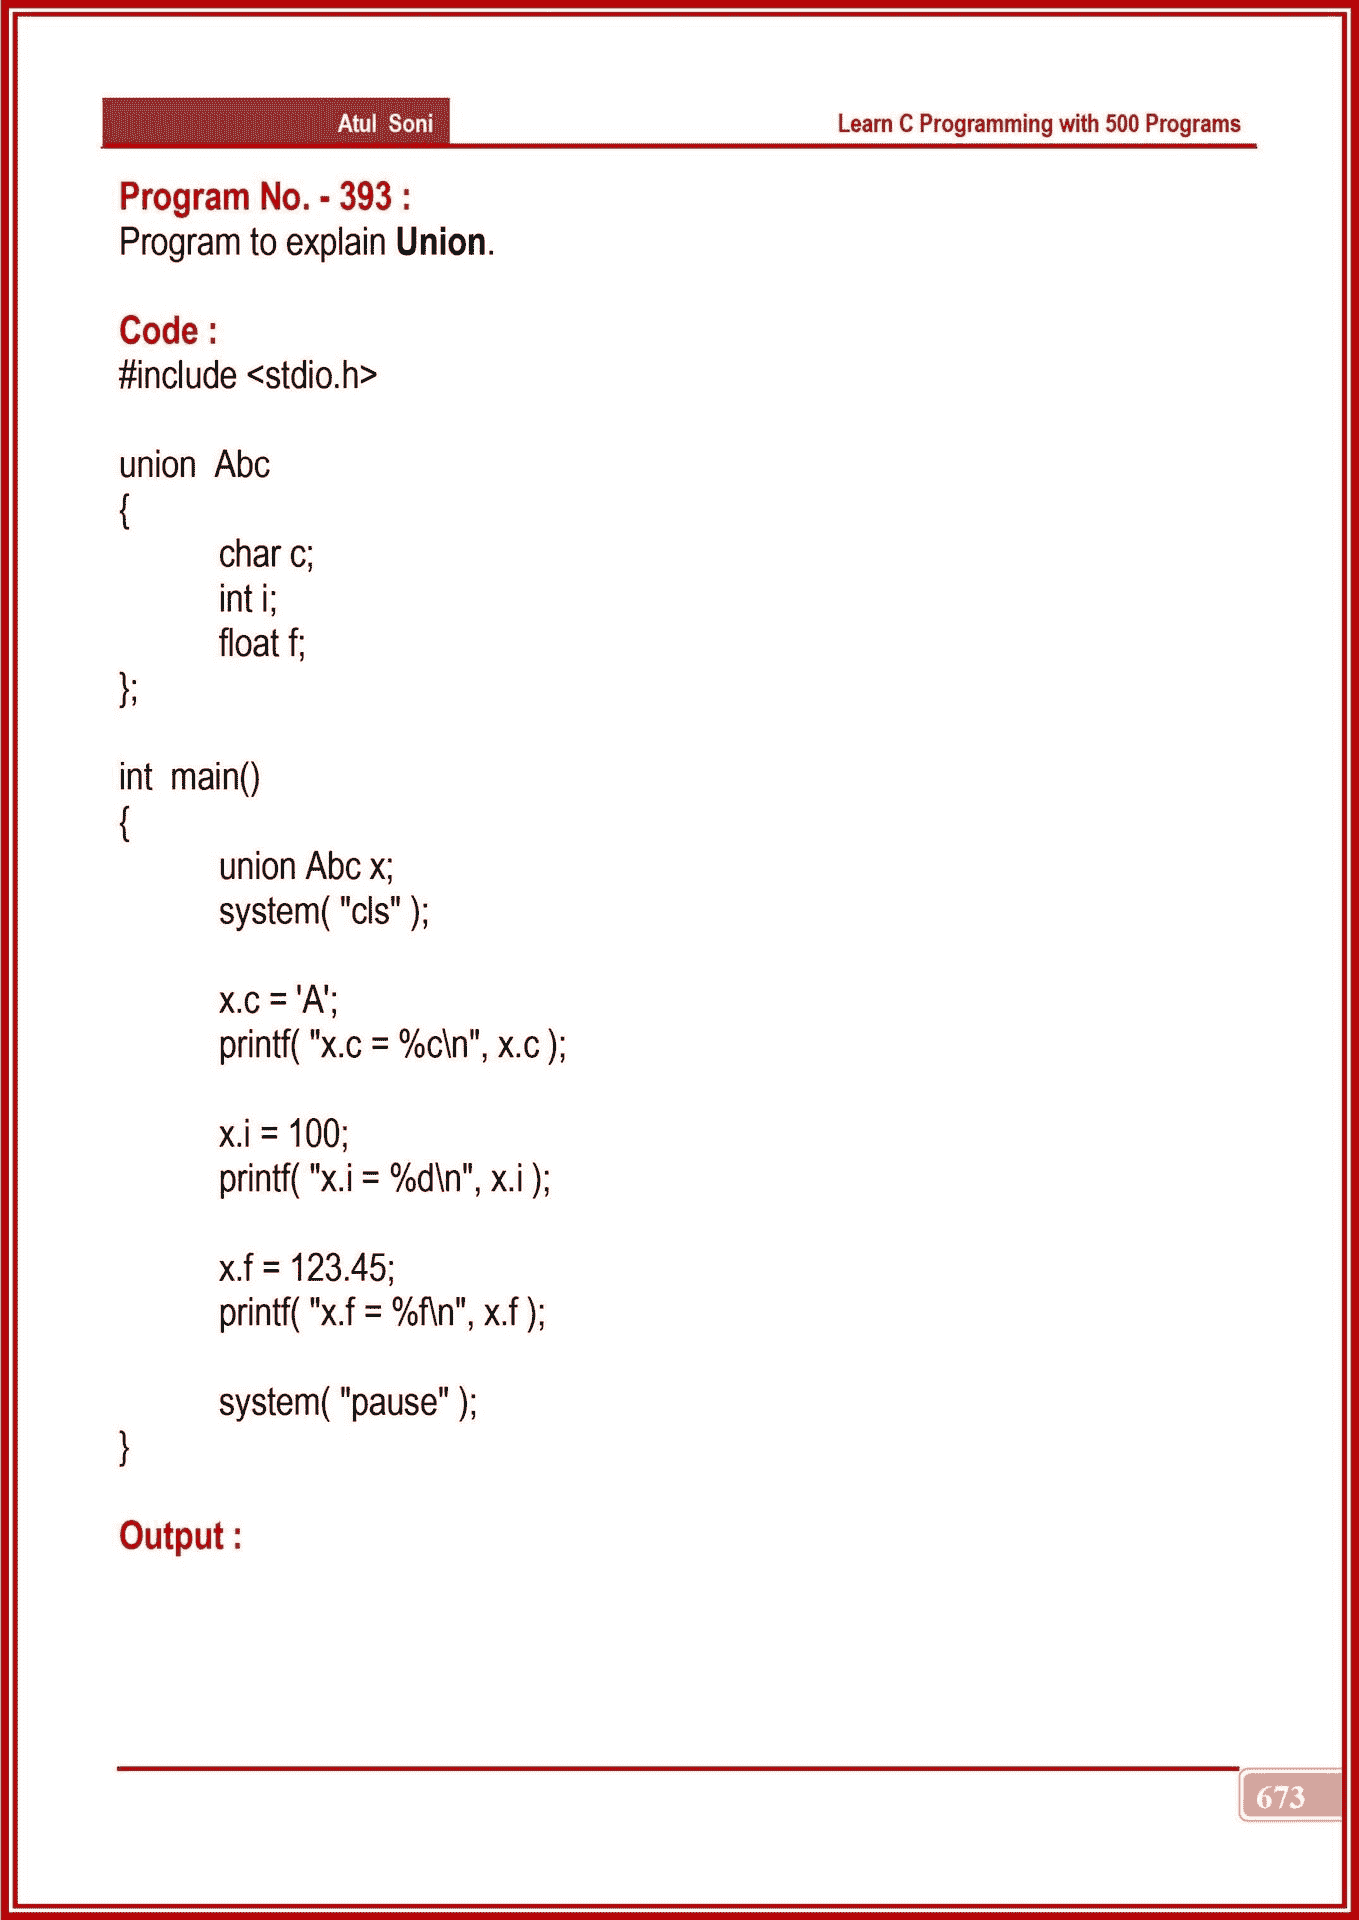 Atul Soni
Learn C Programming with 500 Programs
Program No. - 393 :
Program to explain Union.
Code :
#include <stdio.h>
union Abc
{
char c;
int i;
float f;
};
int main()
{
union Abc x;
system( "cls" );
x.c = 'A';
printf( "x.c = %c\n", x.c );
x.i = 100;
printf( "x.i = %d\n", x.i );
x.f = 123.45;
printf( "x.f = %f\n", x.f );
system( "pause" );
}
Output :
673